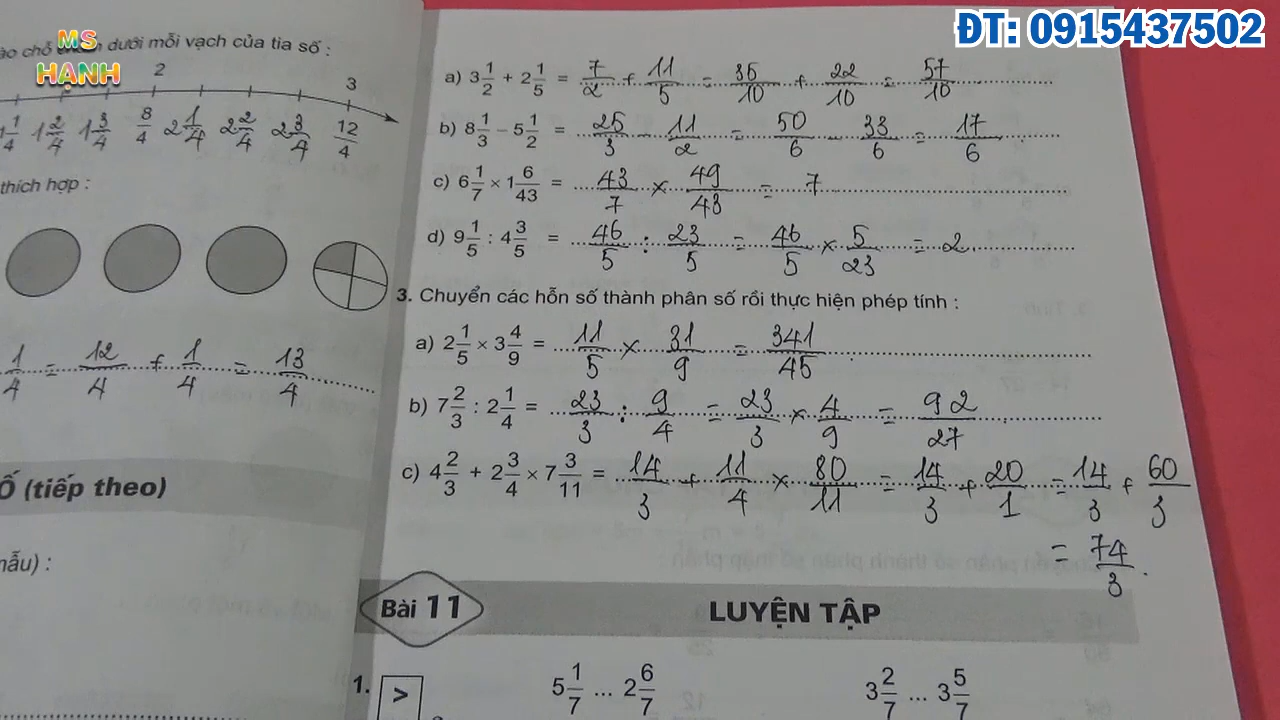 ĐT: 0915437502
MS
HẠNH
ào chỗ chấm dưới mỗi vạch của tia số :
2 3
1/4 1 2/4 1 3/4 8/4 2 1/4 2 2/4 2 3/4 12/4
thích hợp :
1/4 = 12/4 + 1/4 = 13/4
Ố (tiếp theo)
mẫu) :
a) 3 1/2 + 2 1/5 = 7/2 + 11/5 = 35/10 + 22/10 = 57/10
b) 8 1/3 - 5 1/2 = 25/3 - 11/2 = 50/6 - 33/6 = 17/6
c) 6 1/7 × 1 6/43 = 43/7 × 49/43 = 7
d) 9 1/5 : 4 3/5 = 46/5 : 23/5 = 46/5 × 5/23 = 2
3. Chuyển các hỗn số thành phân số rồi thực hiện phép tính :
a) 2 1/5 × 3 4/9 = 11/5 × 31/9 = 341/45
b) 7 2/3 : 2 1/4 = 23/3 : 9/4 = 23/3 × 4/9 = 92/27
c) 4 2/3 + 2 3/4 × 7 3/11 = 14/3 + 11/4 × 80/11 = 14/3 + 20/1 = 14/3 + 60/3
= 74/3.
Bài 11 LUYỆN TẬP
1. > 5 1/7 ... 2 6/7 3 2/7 ... 3 5/7